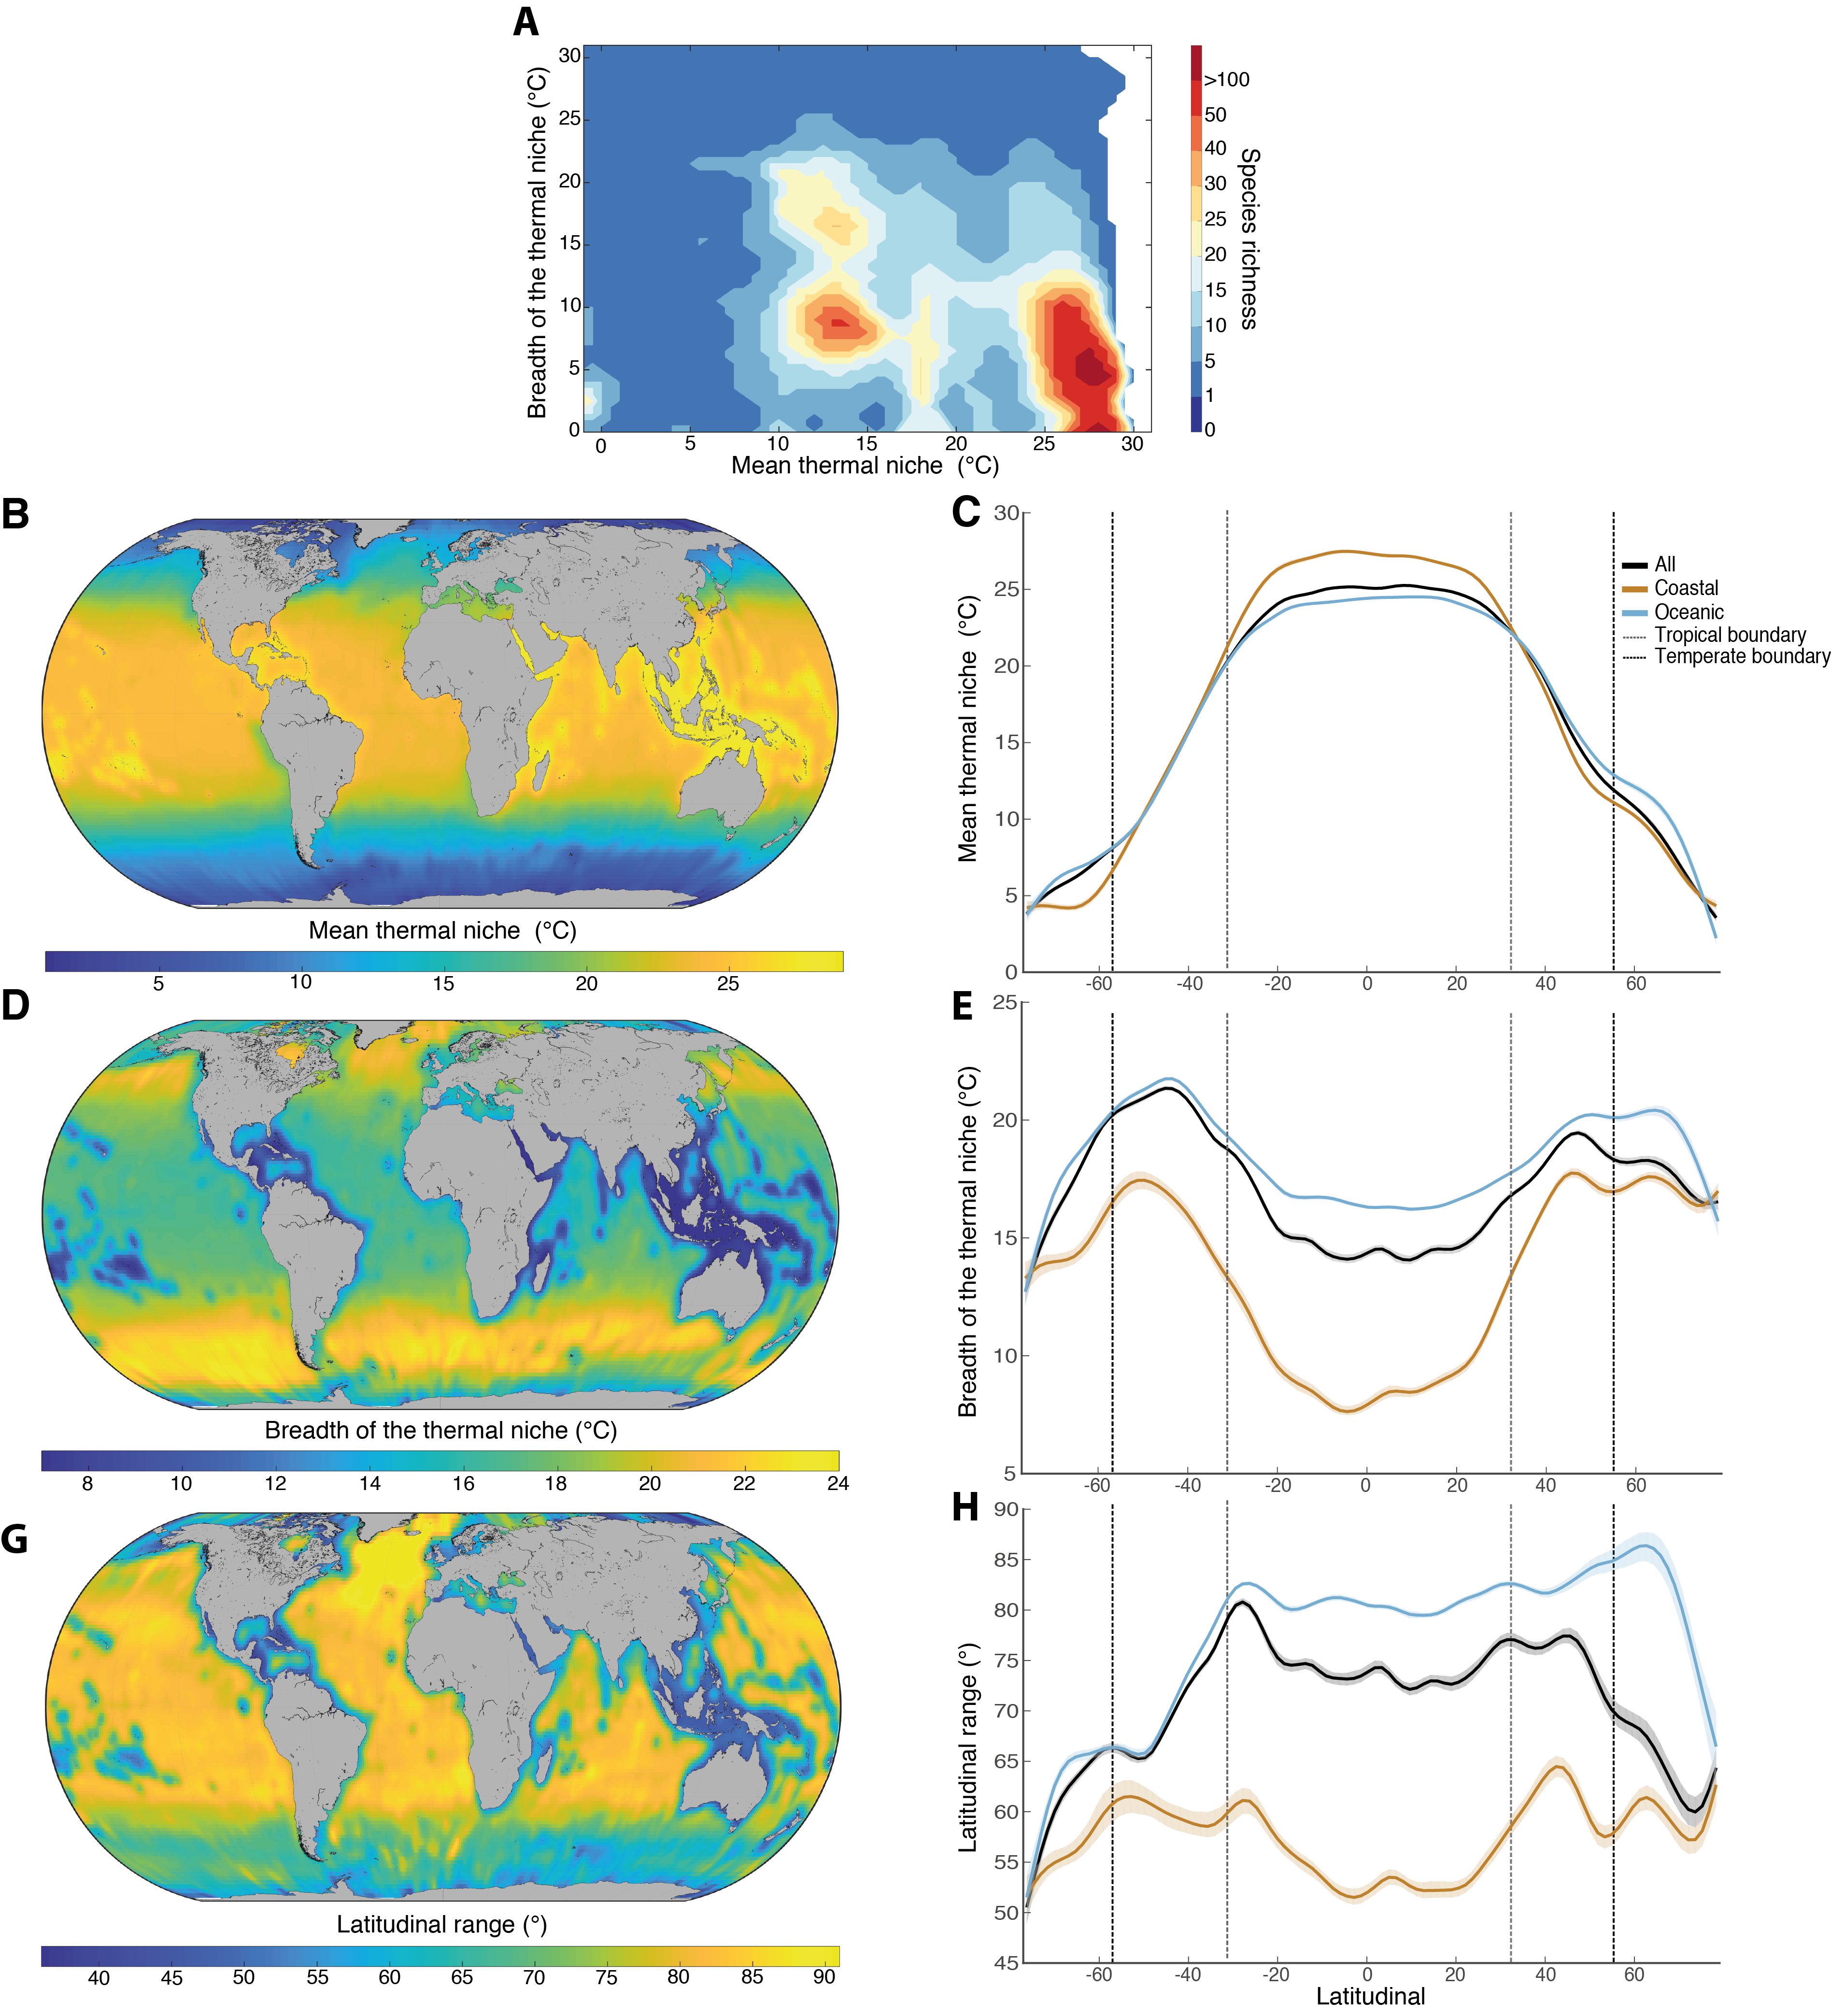 A
Breadth of the thermal niche (°C)
30
25
20
15
10
5
0
0 5 10 15 20 25 30
Mean thermal niche (°C)
>100
50
40
30
25
20
15
10
5
1
0
Species richness
B
Mean thermal niche (°C)
5 10 15 20 25
C
Mean thermal niche (°C)
30
25
20
15
10
5
0
-60 -40 -20 0 20 40 60
All
Coastal
Oceanic
Tropical boundary
Temperate boundary
D
Breadth of the thermal niche (°C)
8 10 12 14 16 18 20 22 24
E
Breadth of the thermal niche (°C)
25
20
15
10
5
-60 -40 -20 0 20 40 60
G
Latitudinal range (°)
40 45 50 55 60 65 70 75 80 85 90
H
Latitudinal range (°)
90
85
80
75
70
65
60
55
50
45
-60 -40 -20 0 20 40 60
Latitudinal